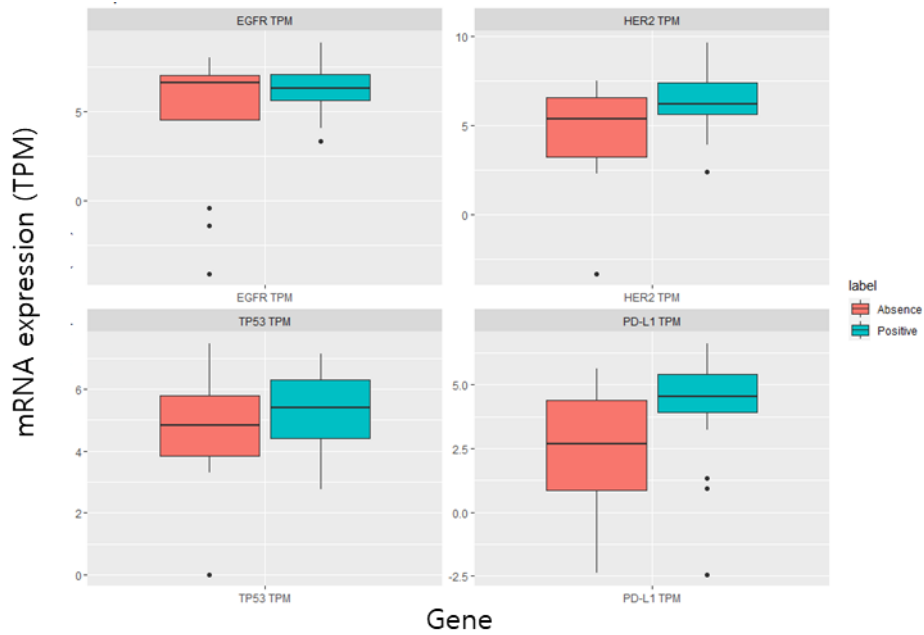 EGFR TPM
HER2 TPM
10
5
5
0
0
EGFR TPM
HER2 TPM
TP53 TPM
PD-L1 TPM
6
4
2
0
5.0
2.5
0.0
-2.5
TP53 TPM
PD-L1 TPM
mRNA expression (TPM)
Gene
label
Absence
Positive